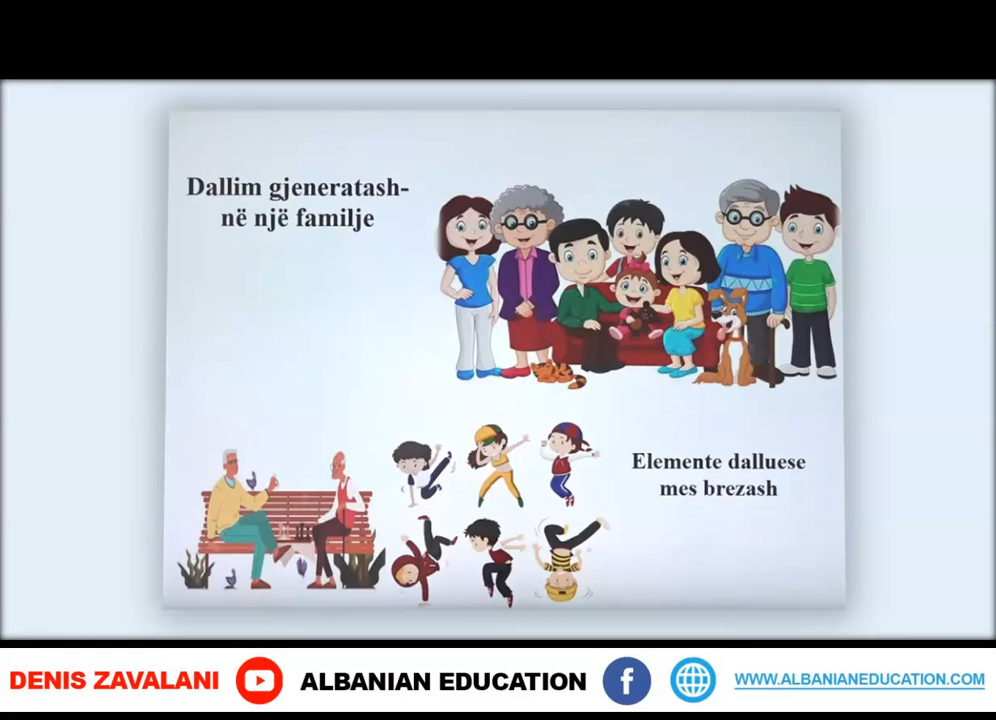 Dallim gjeneratash-
në një familje
Elemente dalluese
mes brezash
DENIS ZAVALANI
ALBANIAN EDUCATION
WWW.ALBANIANEDUCATION.COM